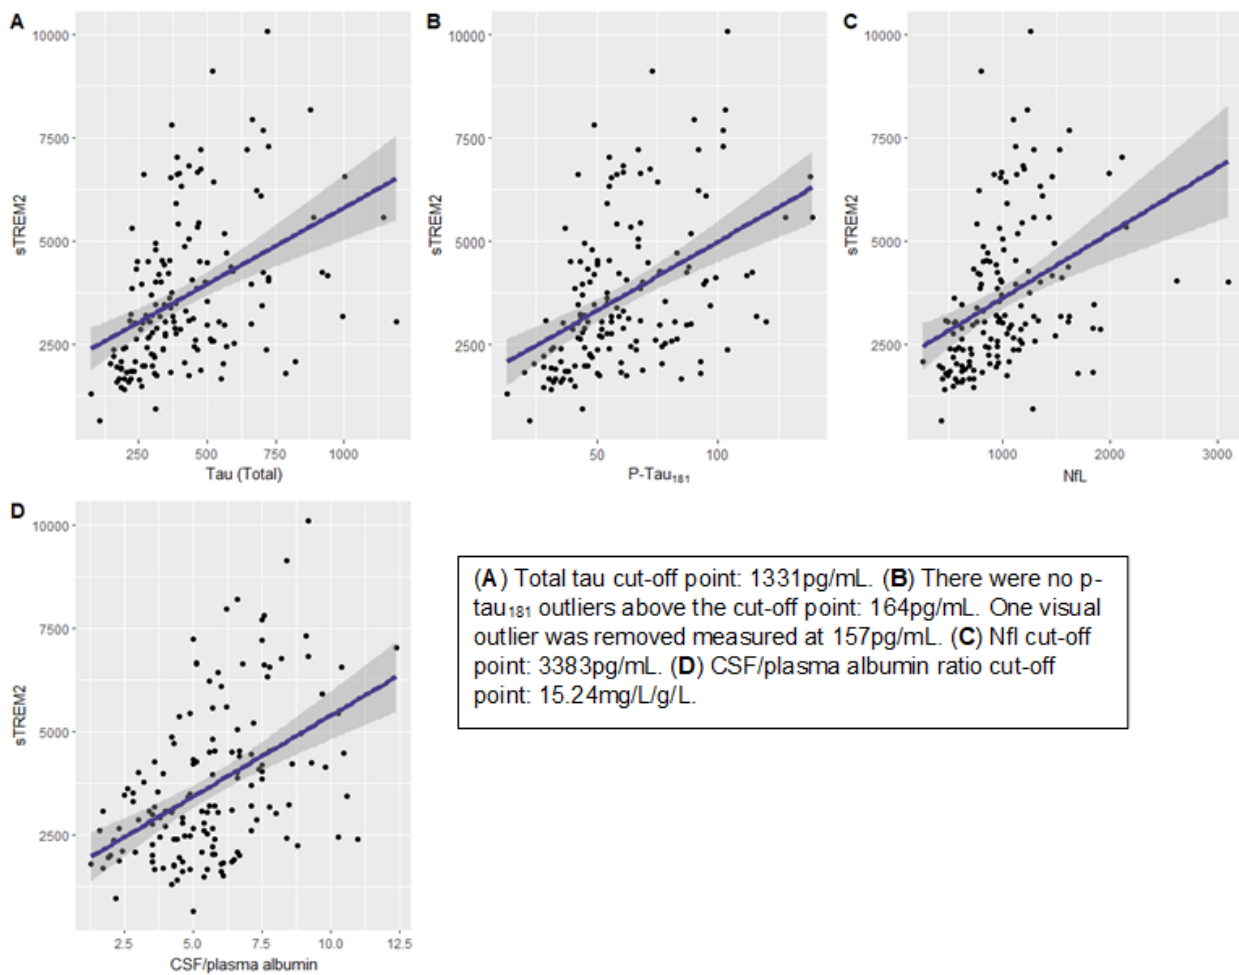 A
10000
7500
5000
2500
sTREM2
250 500 750 1000
Tau (Total)
B
10000
7500
5000
2500
sTREM2
50 100
P-Tau₁₈₁
C
10000
7500
5000
2500
sTREM2
1000 2000 3000
NfL
D
10000
7500
5000
2500
sTREM2
2.5 5.0 7.5 10.0 12.5
CSF/plasma albumin
(A) Total tau cut-off point: 1331pg/mL. (B) There were no p-
tau₁₈₁ outliers above the cut-off point: 164pg/mL. One visual
outlier was removed measured at 157pg/mL. (C) Nfl cut-off
point: 3383pg/mL. (D) CSF/plasma albumin ratio cut-off
point: 15.24mg/L/g/L.